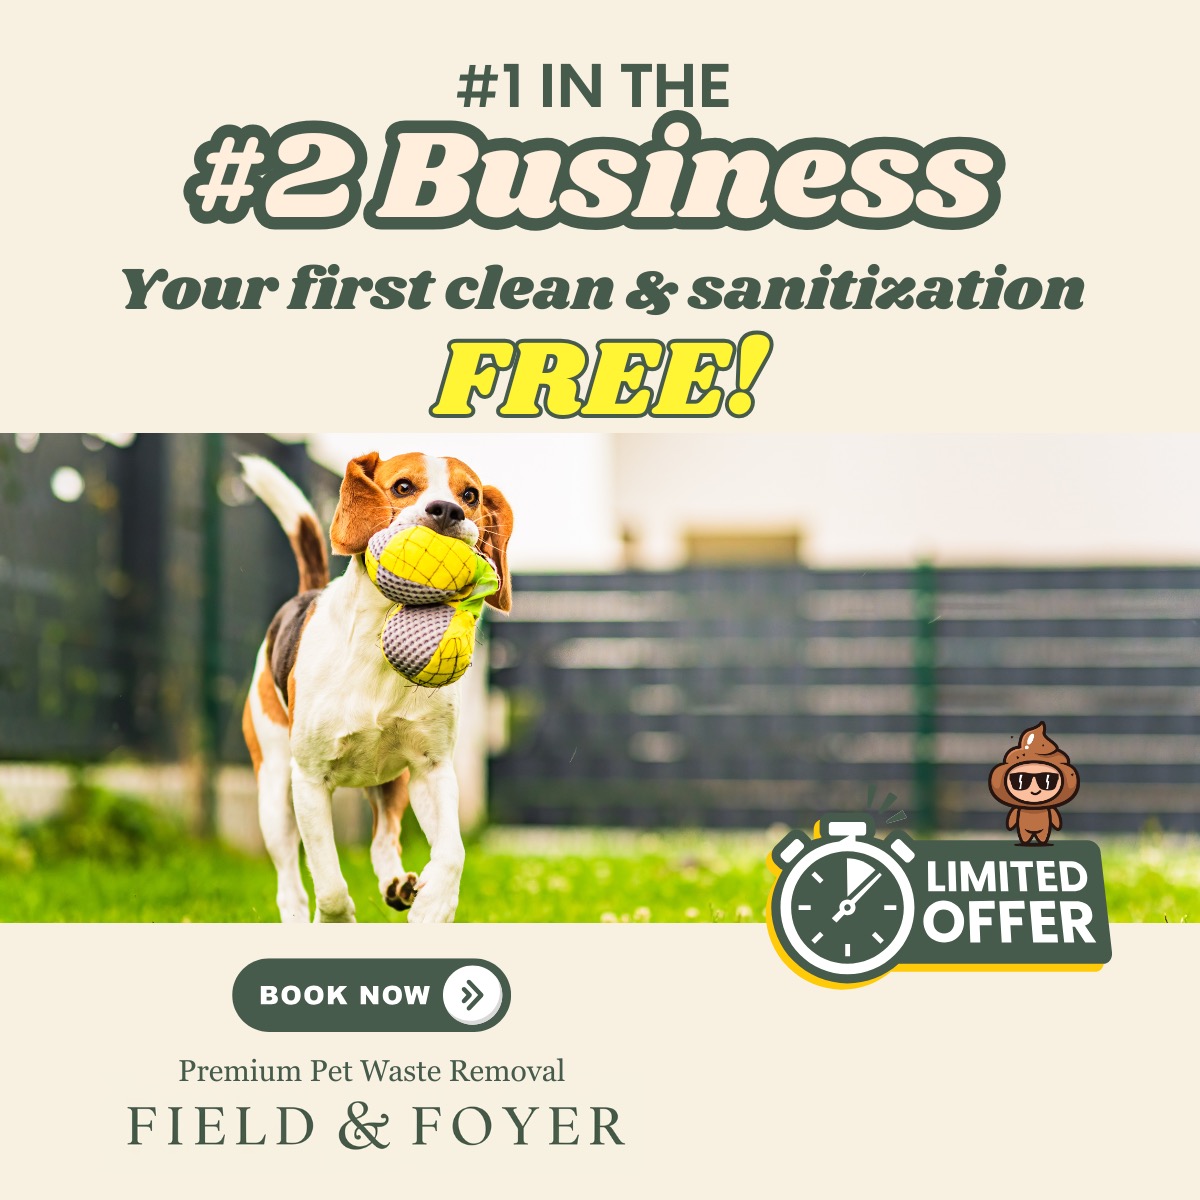 #1 IN THE
#2 Business
Your first clean & sanitization
FREE!
LIMITED
OFFER
BOOK NOW
Premium Pet Waste Removal
FIELD & FOYER